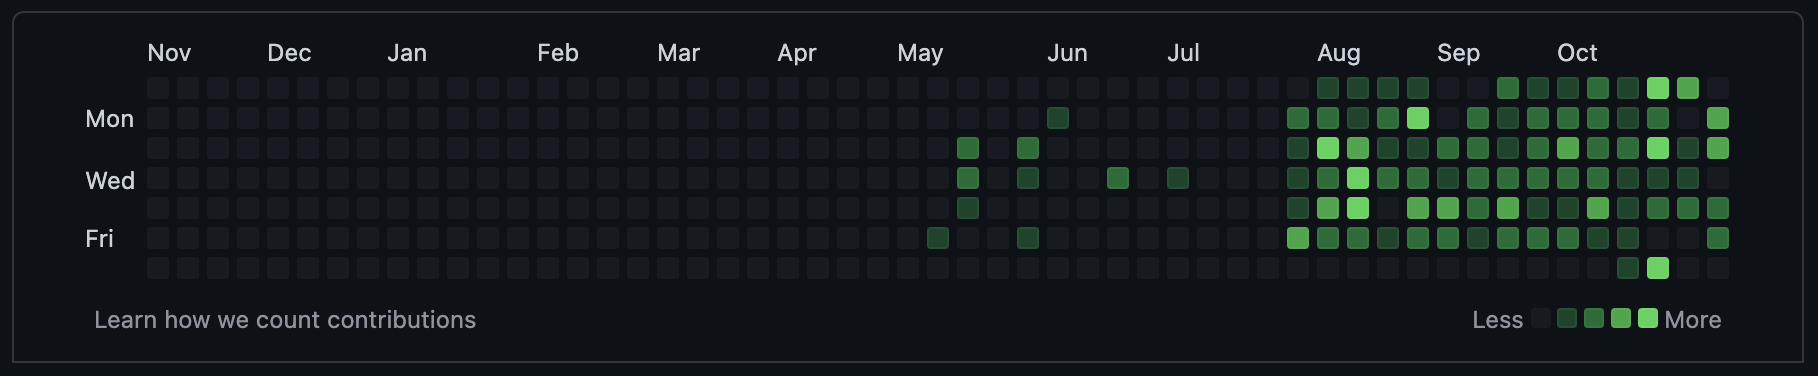 Nov Dec Jan Feb Mar Apr May Jun Jul Aug Sep Oct
Mon
Wed
Fri
Learn how we count contributions
Less More